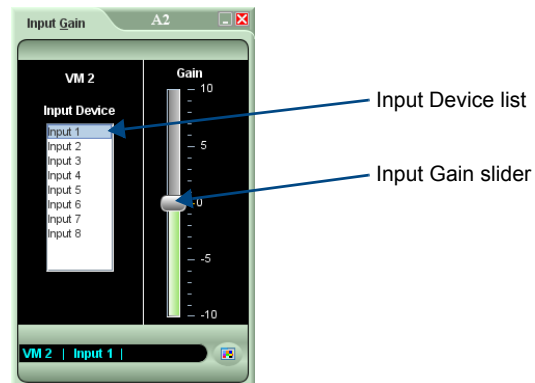 Input Gain
A2
VM 2
Input Device
Input 1
Input 2
Input 3
Input 4
Input 5
Input 6
Input 7
Input 8
Gain
10
5
0
-5
-10
Input Device list
Input Gain slider
VM 2 | Input 1 |